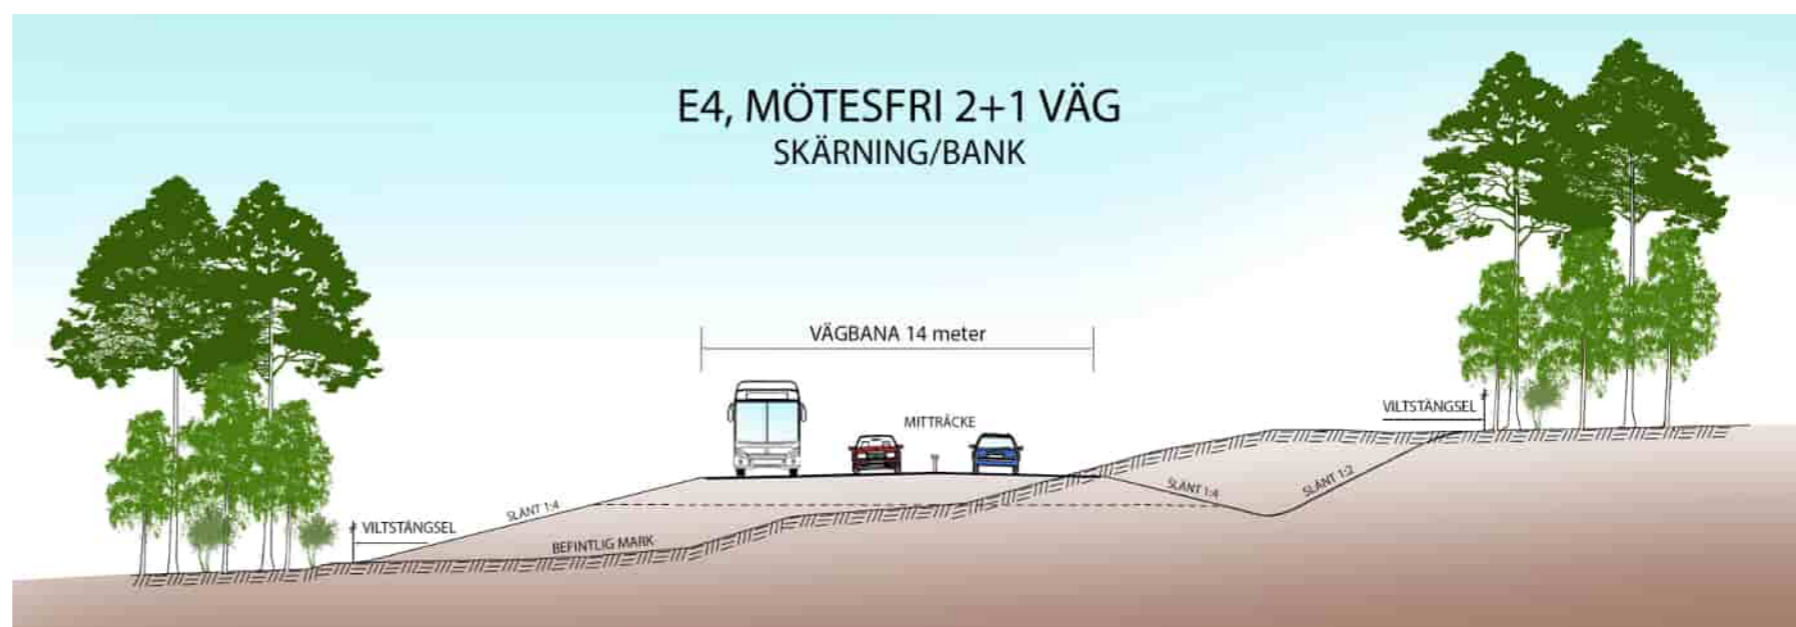 E4, MÖTESFRI 2+1 VÄG
SKÄRNING/BANK
VÄGBANA 14 meter
MITTRÄCKE
VILTSTÄNGSEL
SLÄNT 1:4
SLÄNT 1:4
SLÄNT 1:2
VILTSTÄNGSEL
BEFINTLIG MARK